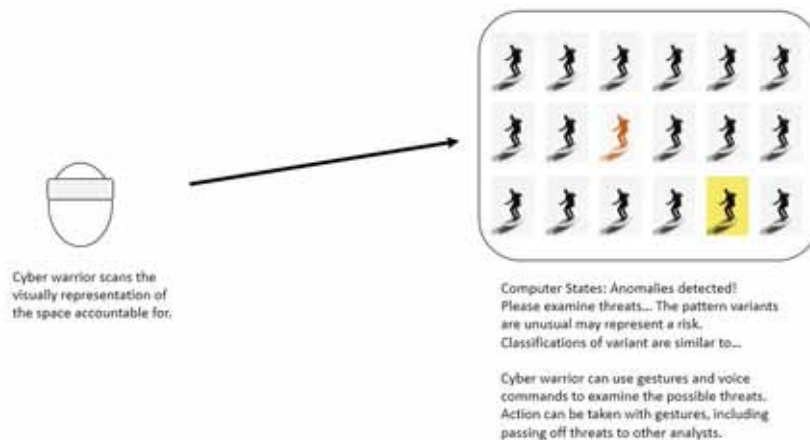 Cyber warrior scans the
visually representation of
the space accountable for.
Computer States: Anomalies detected!
Please examine threats... The pattern variants
are unusual may represent a risk.
Classifications of variant are similar to...
Cyber warrior can use gestures and voice
commands to examine the possible threats.
Action can be taken with gestures, including
passing off threats to other analysts.